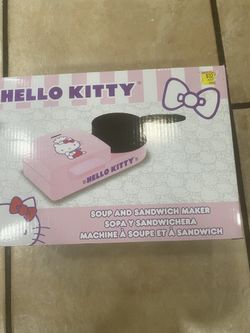 HELLO KITTY
HELLO KITTY
SOUP AND SANDWICH MAKER
SOPA Y SANDWICHERA
MACHINE À SOUPE ET À SANDWICH